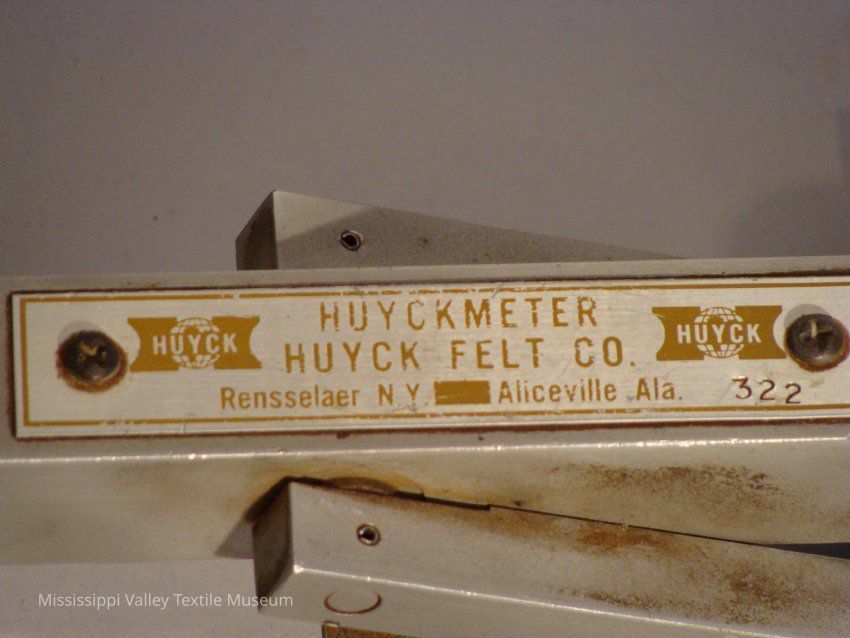 HUYCKMETER
HUYCK HUYCK FELT CO. HUYCK
Rensselaer N.Y. Aliceville Ala. 322
Mississippi Valley Textile Museum